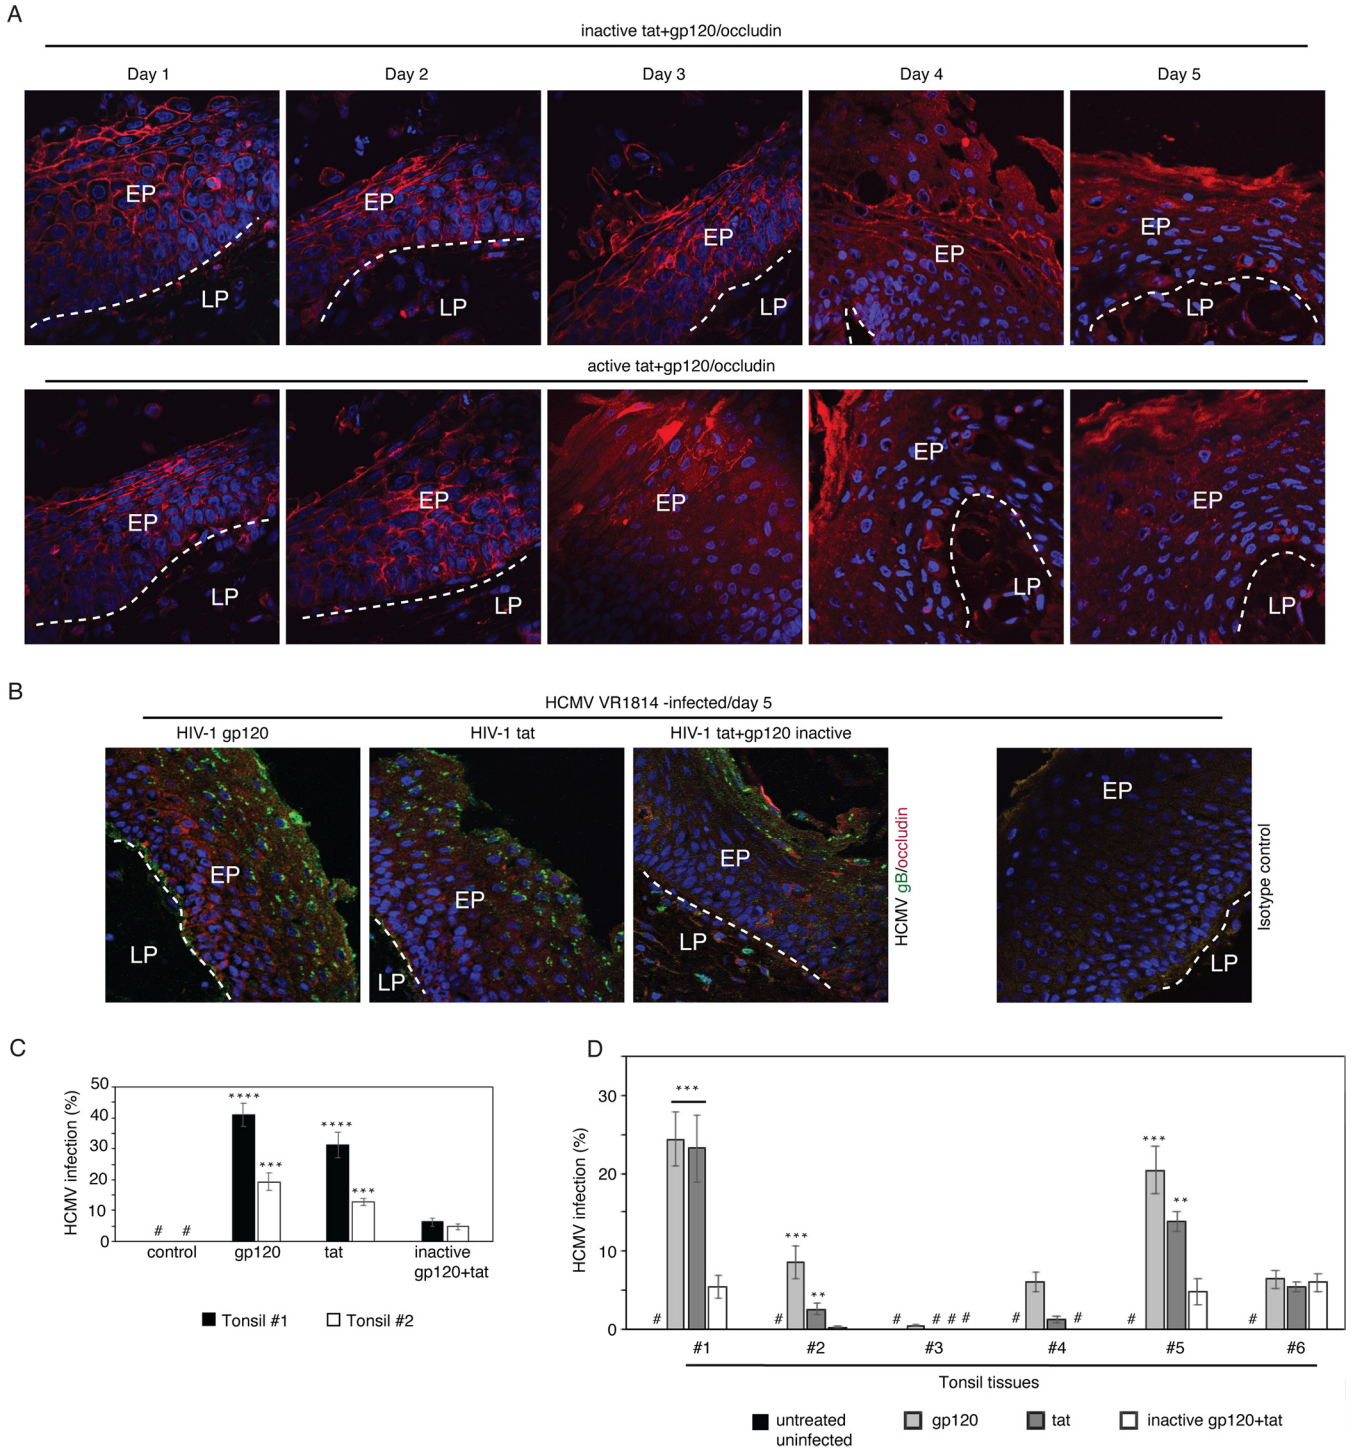 A
inactive tat+gp120/occludin
Day 1 Day 2 Day 3 Day 4 Day 5
EP EP EP EP EP
LP LP LP LP
active tat+gp120/occludin
EP EP EP EP EP
LP LP LP LP
B
HCMV VR1814 -infected/day 5
HIV-1 gp120 HIV-1 tat HIV-1 tat+gp120 inactive
EP EP EP EP
LP LP LP LP
HCMV gB/occludin
Isotype control
C
HCMV infection (%)
50
40
30
20
10
0
# #
****
***
****
***
control gp120 tat inactive
gp120+tat
Tonsil #1 Tonsil #2
D
HCMV infection (%)
30
20
10
0
# *** # *** ** # # # # # # # *** ** #
#1 #2 #3 #4 #5 #6
Tonsil tissues
untreated
uninfected
gp120 tat inactive gp120+tat